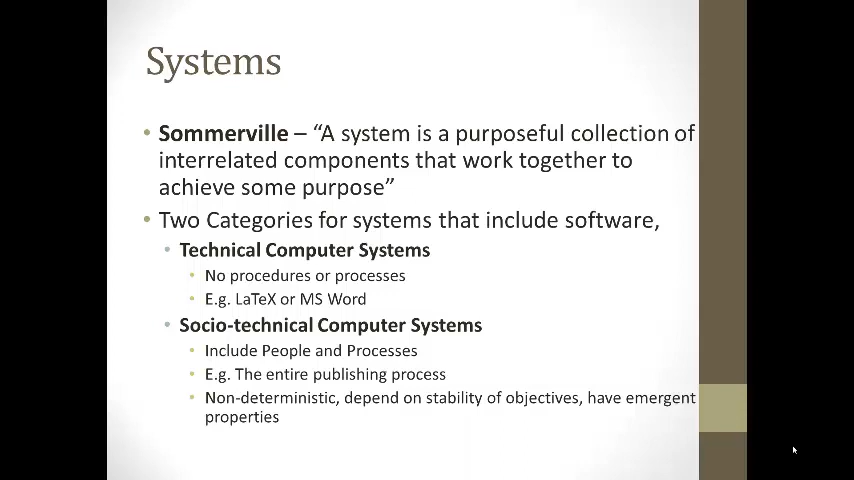 Systems
• Sommerville – “A system is a purposeful collection of
interrelated components that work together to
achieve some purpose”
• Two Categories for systems that include software,
• Technical Computer Systems
• No procedures or processes
• E.g. LaTeX or MS Word
• Socio-technical Computer Systems
• Include People and Processes
• E.g. The entire publishing process
• Non-deterministic, depend on stability of objectives, have emergent
properties